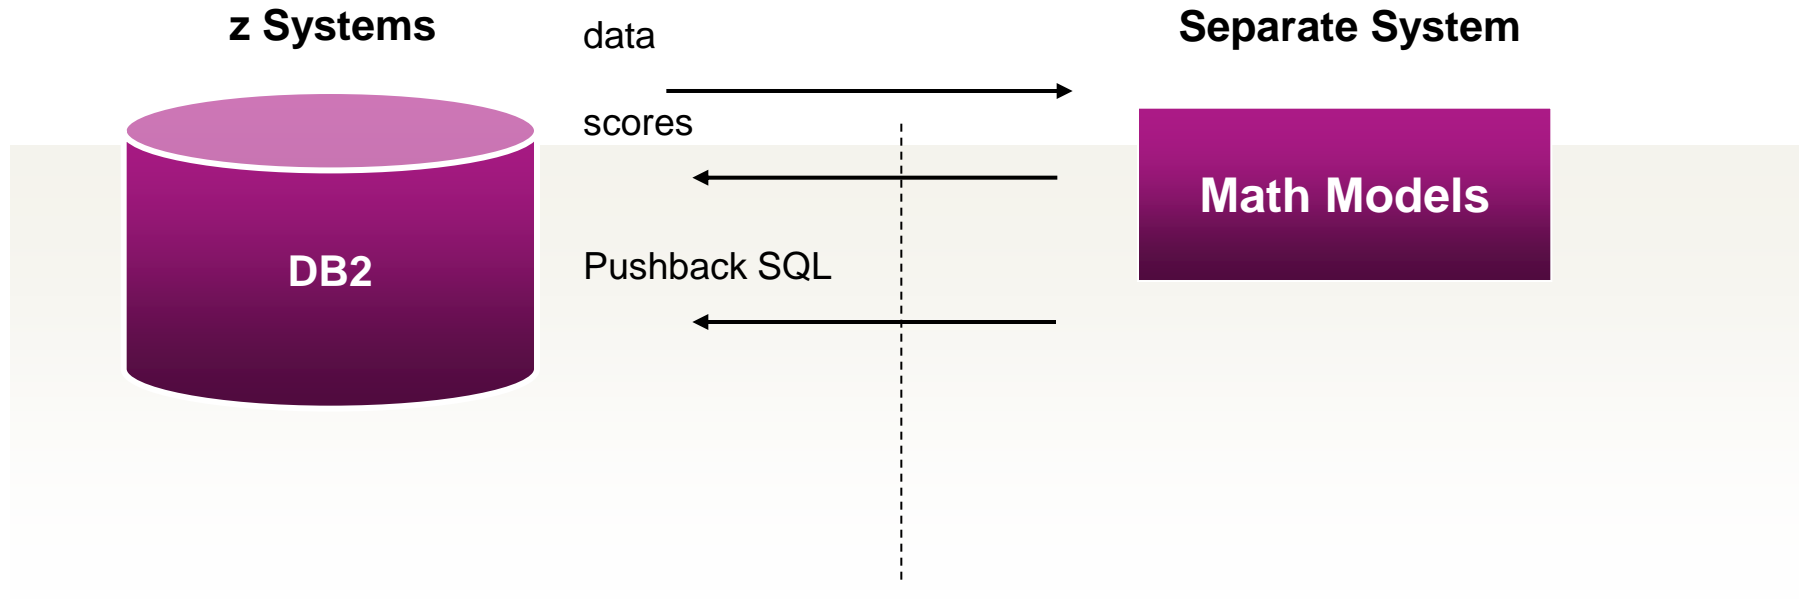 z Systems
data
Separate System
scores
Math Models
DB2
Pushback SQL